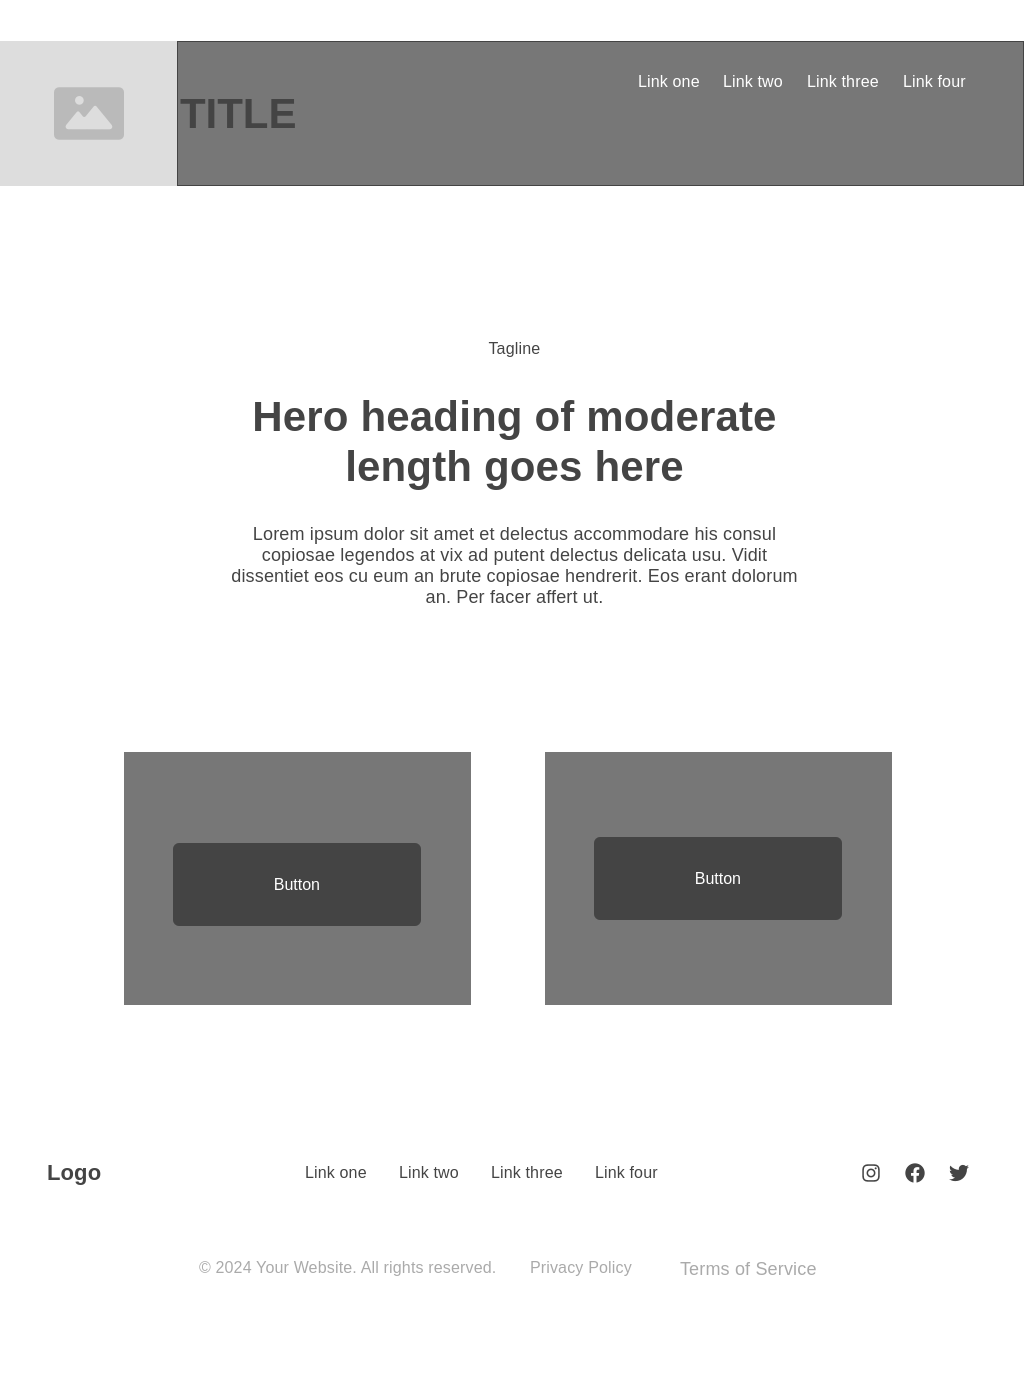 Link one Link two Link three Link four
TITLE
Tagline
Hero heading of moderate
length goes here
Lorem ipsum dolor sit amet et delectus accommodare his consul
copiosae legendos at vix ad putent delectus delicata usu. Vidit
dissentiet eos cu eum an brute copiosae hendrerit. Eos erant dolorum
an. Per facer affert ut.
Button
Button
Logo
Link one Link two Link three Link four
© 2024 Your Website. All rights reserved. Privacy Policy Terms of Service